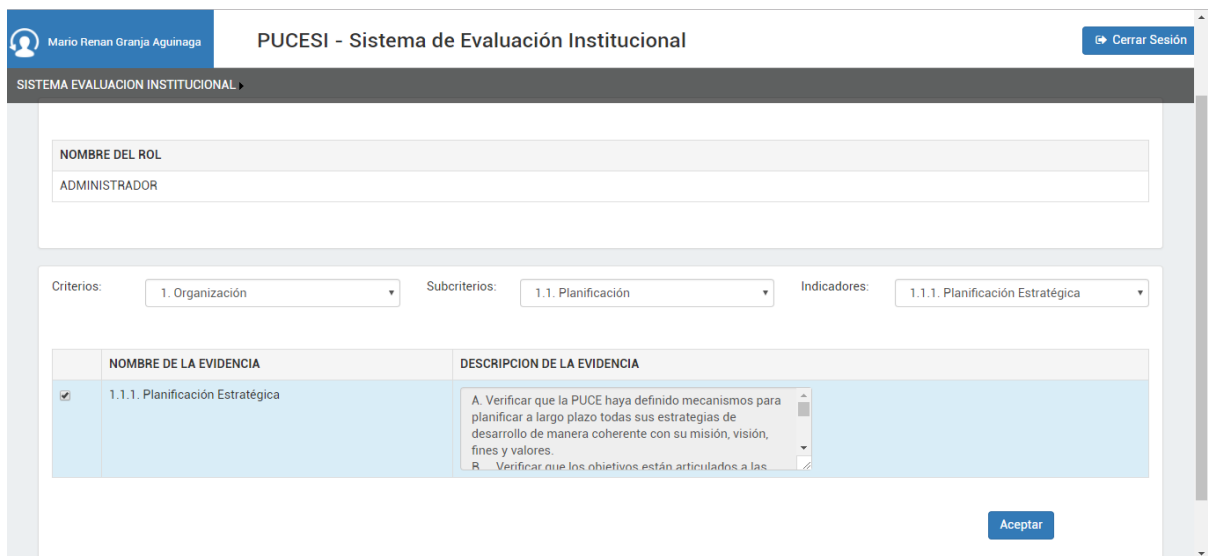 Mario Renan Granja Aguinaga
PUCESI - Sistema de Evaluación Institucional
Cerrar Sesión
SISTEMA EVALUACION INSTITUCIONAL
NOMBRE DEL ROL
ADMINISTRADOR
Criterios:
1. Organización
Subcriterios:
1.1. Planificación
Indicadores:
1.1.1. Planificación Estratégica
NOMBRE DE LA EVIDENCIA
DESCRIPCION DE LA EVIDENCIA
1.1.1. Planificación Estratégica
A. Verificar que la PUCE haya definido mecanismos para
planificar a largo plazo todas sus estrategias de
desarrollo de manera coherente con su misión, visión,
fines y valores.
B. Verificar que los objetivos están articulados a las
Aceptar